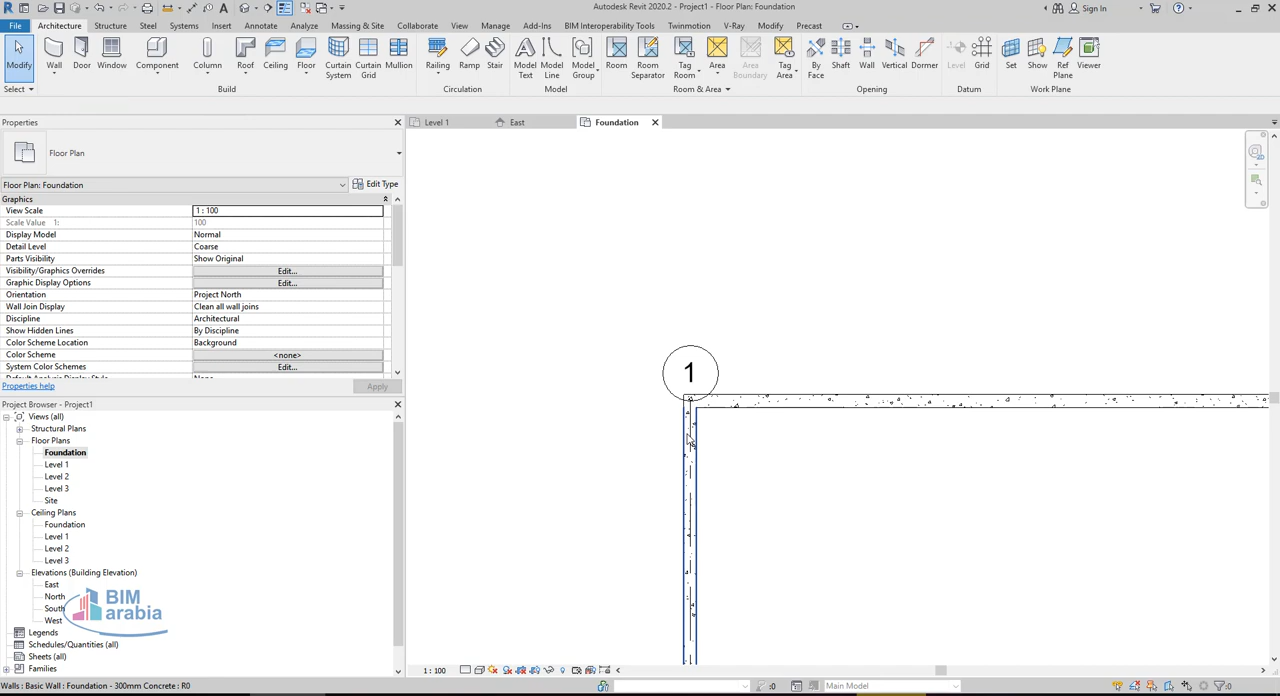 Autodesk Revit 2020.2 - Project1 - Floor Plan: Foundation
Sign In
File Architecture Structure Steel Systems Insert Annotate Analyze Massing & Site Collaborate View Manage Add-Ins BIM Interoperability Tools Twinmotion V-Ray Modify Precast
Modify Wall Door Window Component Column Roof Ceiling Floor Curtain System Curtain Grid Mullion Railing Ramp Stair Model Text Model Line Model Group Room Room Separator Tag Room Area Area Boundary Tag Area By Face Shaft Wall Vertical Dormer Level Grid Set Show Ref Plane Viewer
Select Build Circulation Model Room & Area Opening Datum Work Plane
Properties
Level 1 East Foundation
Floor Plan
Floor Plan: Foundation Edit Type
Graphics
View Scale 1 : 100
Scale Value 1: 100
Display Model Normal
Detail Level Coarse
Parts Visibility Show Original
Visibility/Graphics Overrides Edit...
Graphic Display Options Edit...
Orientation Project North
Wall Join Display Clean all wall joins
Discipline Architectural
Show Hidden Lines By Discipline
Color Scheme Location Background
Color Scheme <none>
System Color Schemes Edit...
Default Analysis Display Style None
Properties help Apply
1
Project Browser - Project1
Views (all)
Structural Plans
Floor Plans
Foundation
Level 1
Level 2
Level 3
Site
Ceiling Plans
Foundation
Level 1
Level 2
Level 3
Elevations (Building Elevation)
East
North
South
West
BIM
arabia
Legends
Schedules/Quantities (all)
Sheets (all)
Families
1 : 100
Walls : Basic Wall : Foundation - 300mm Concrete : R0
:0 Main Model :0